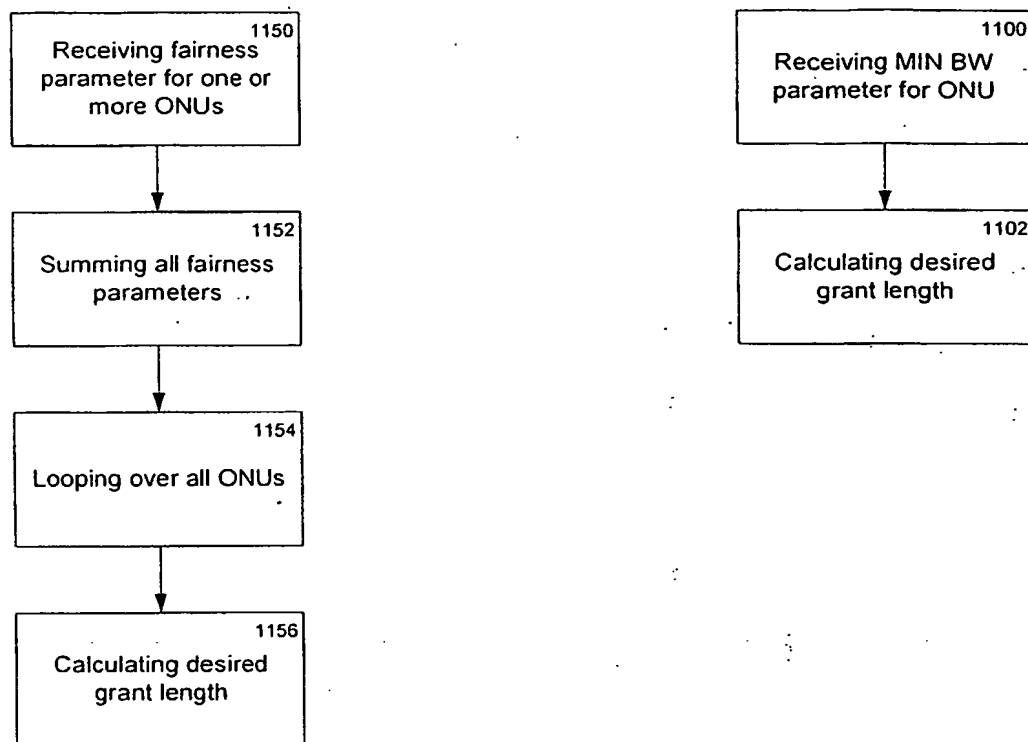 1150
Receiving fairness
parameter for one or
more ONUs
1152
Summing all fairness
parameters
1154
Looping over all ONUs
1156
Calculating desired
grant length
1100
Receiving MIN BW
parameter for ONU
1102
Calculating desired
grant length